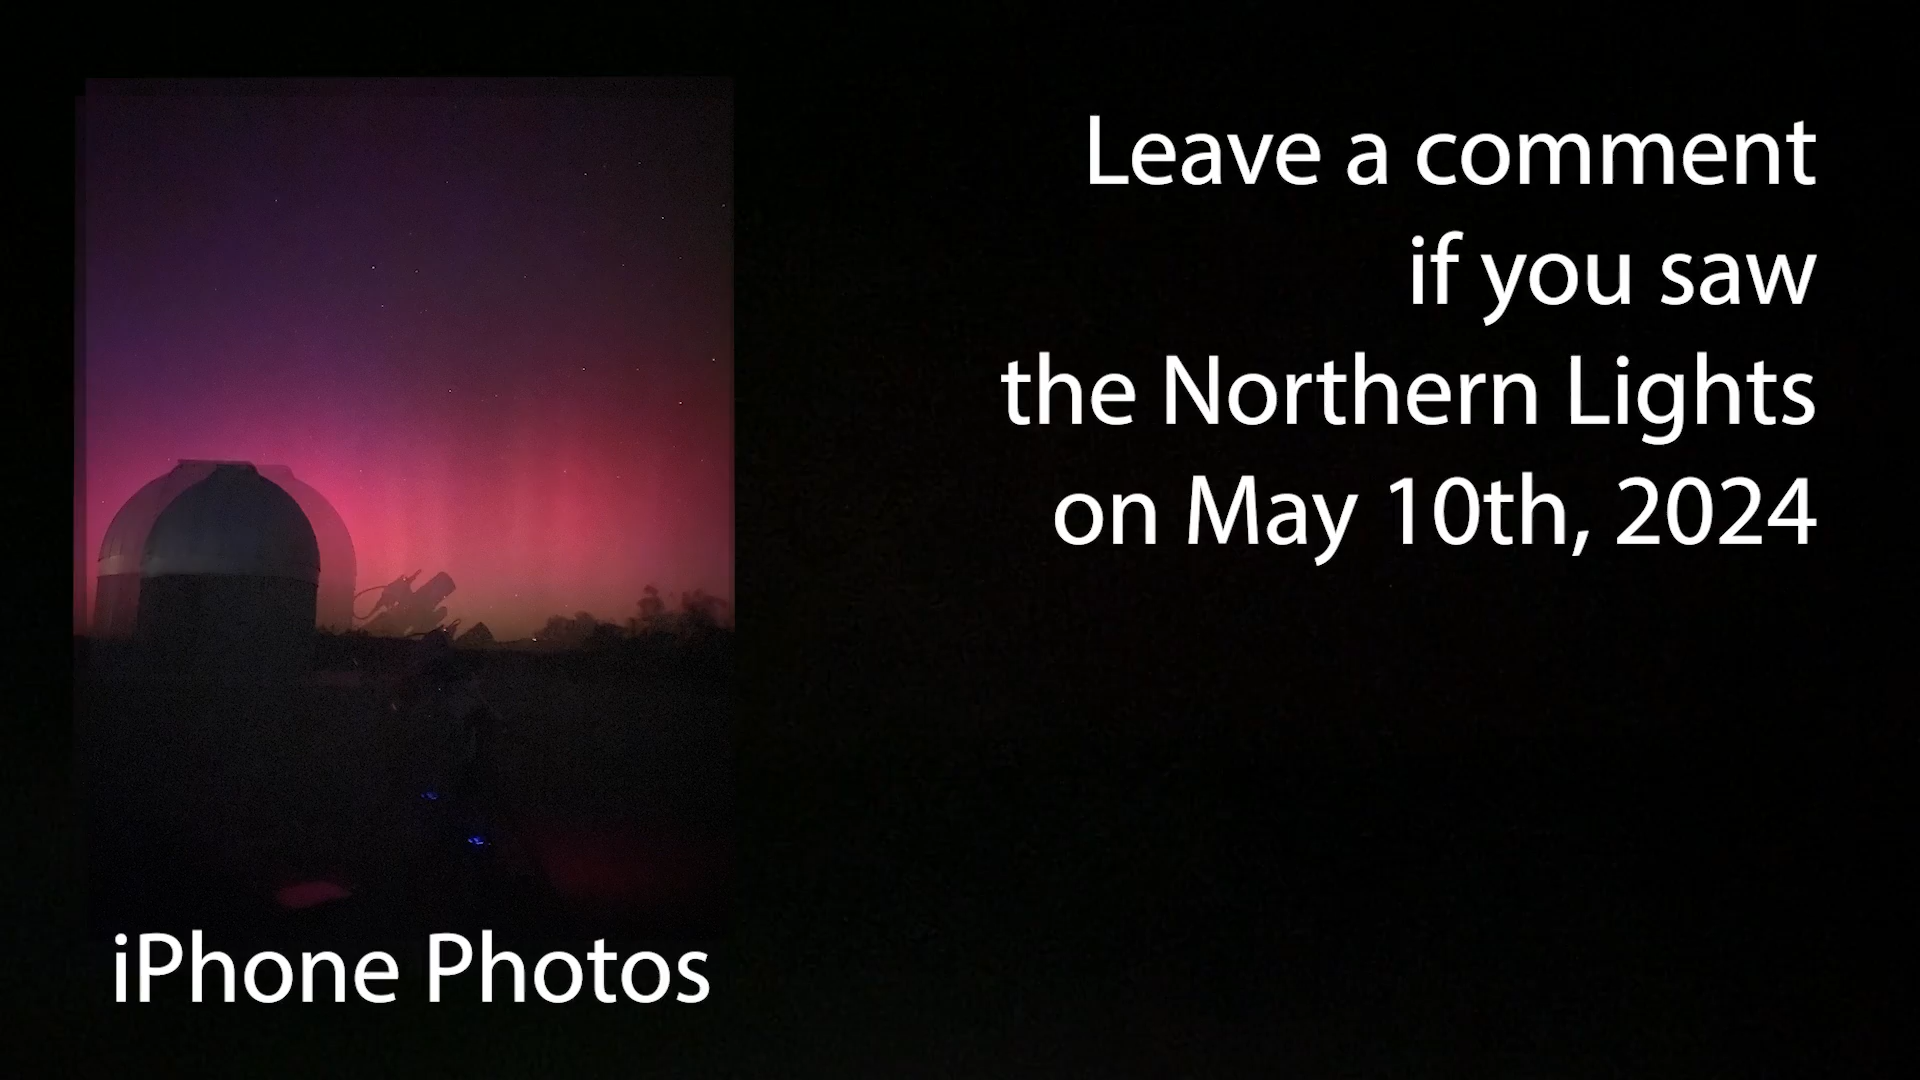 Leave a comment
if you saw
the Northern Lights
on May 10th, 2024
iPhone Photos